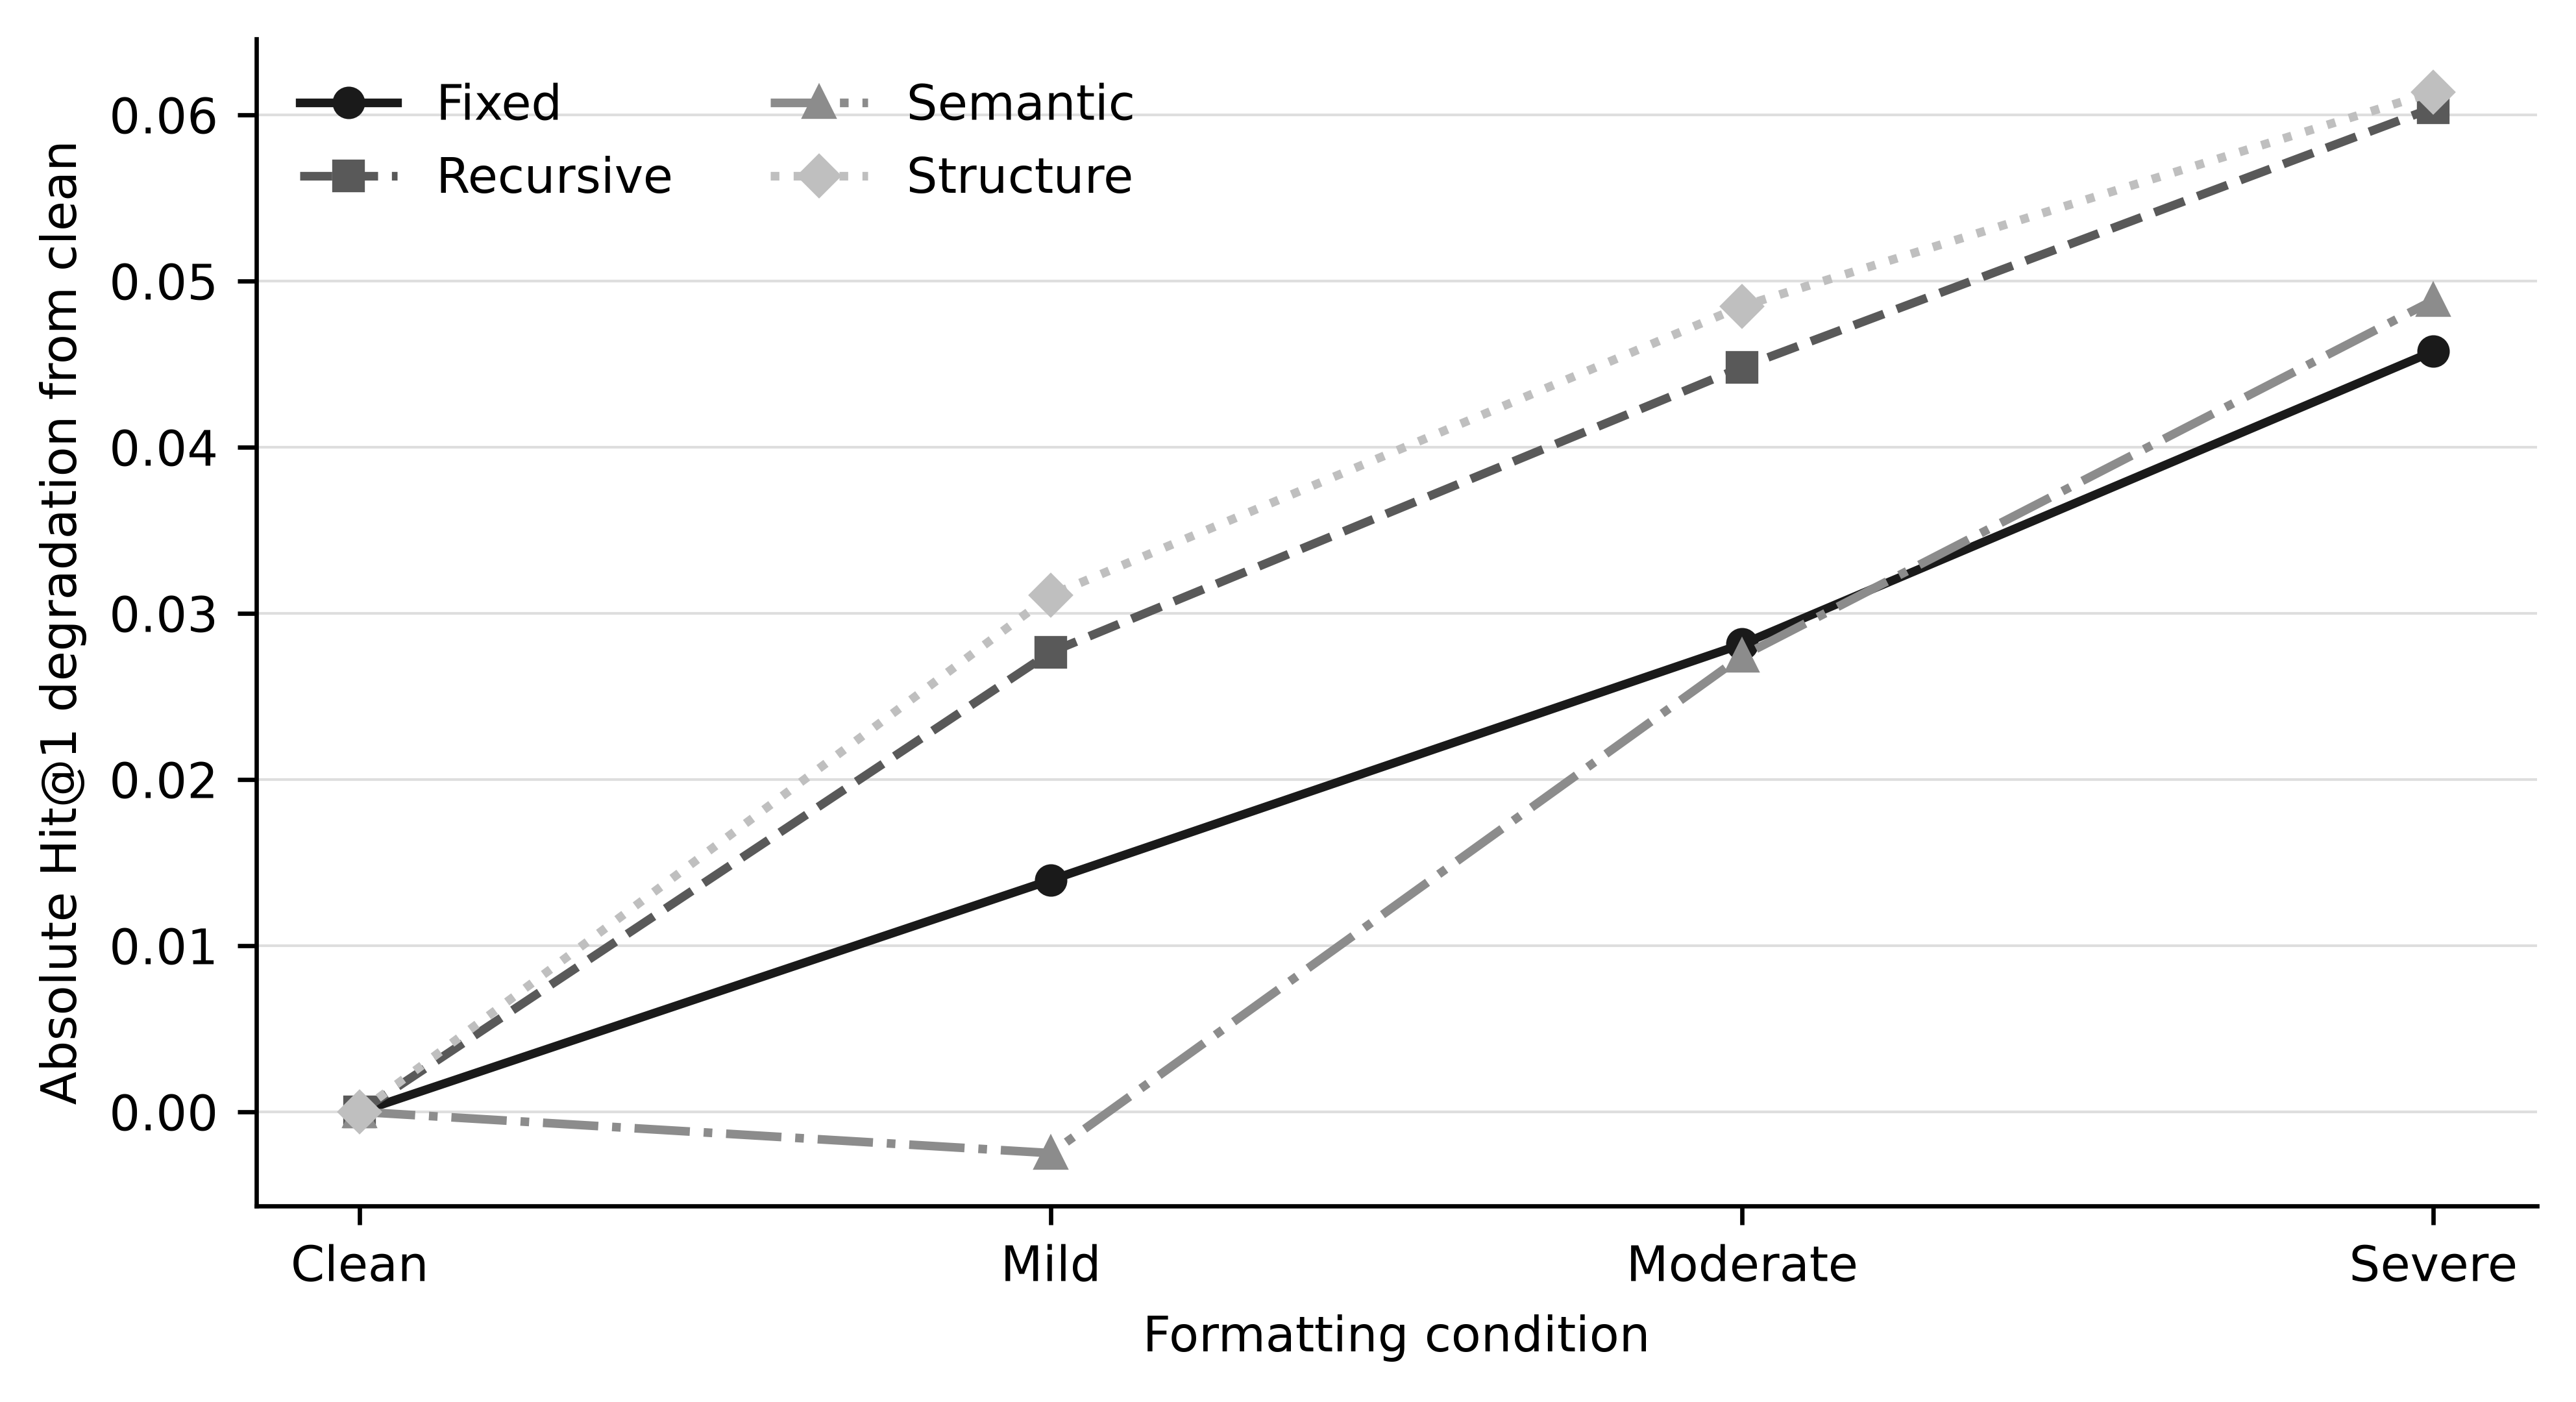 Absolute Hit@1 degradation from clean
0.06
0.05
0.04
0.03
0.02
0.01
0.00
Fixed
Recursive
Semantic
Structure
Clean
Mild
Moderate
Severe
Formatting condition